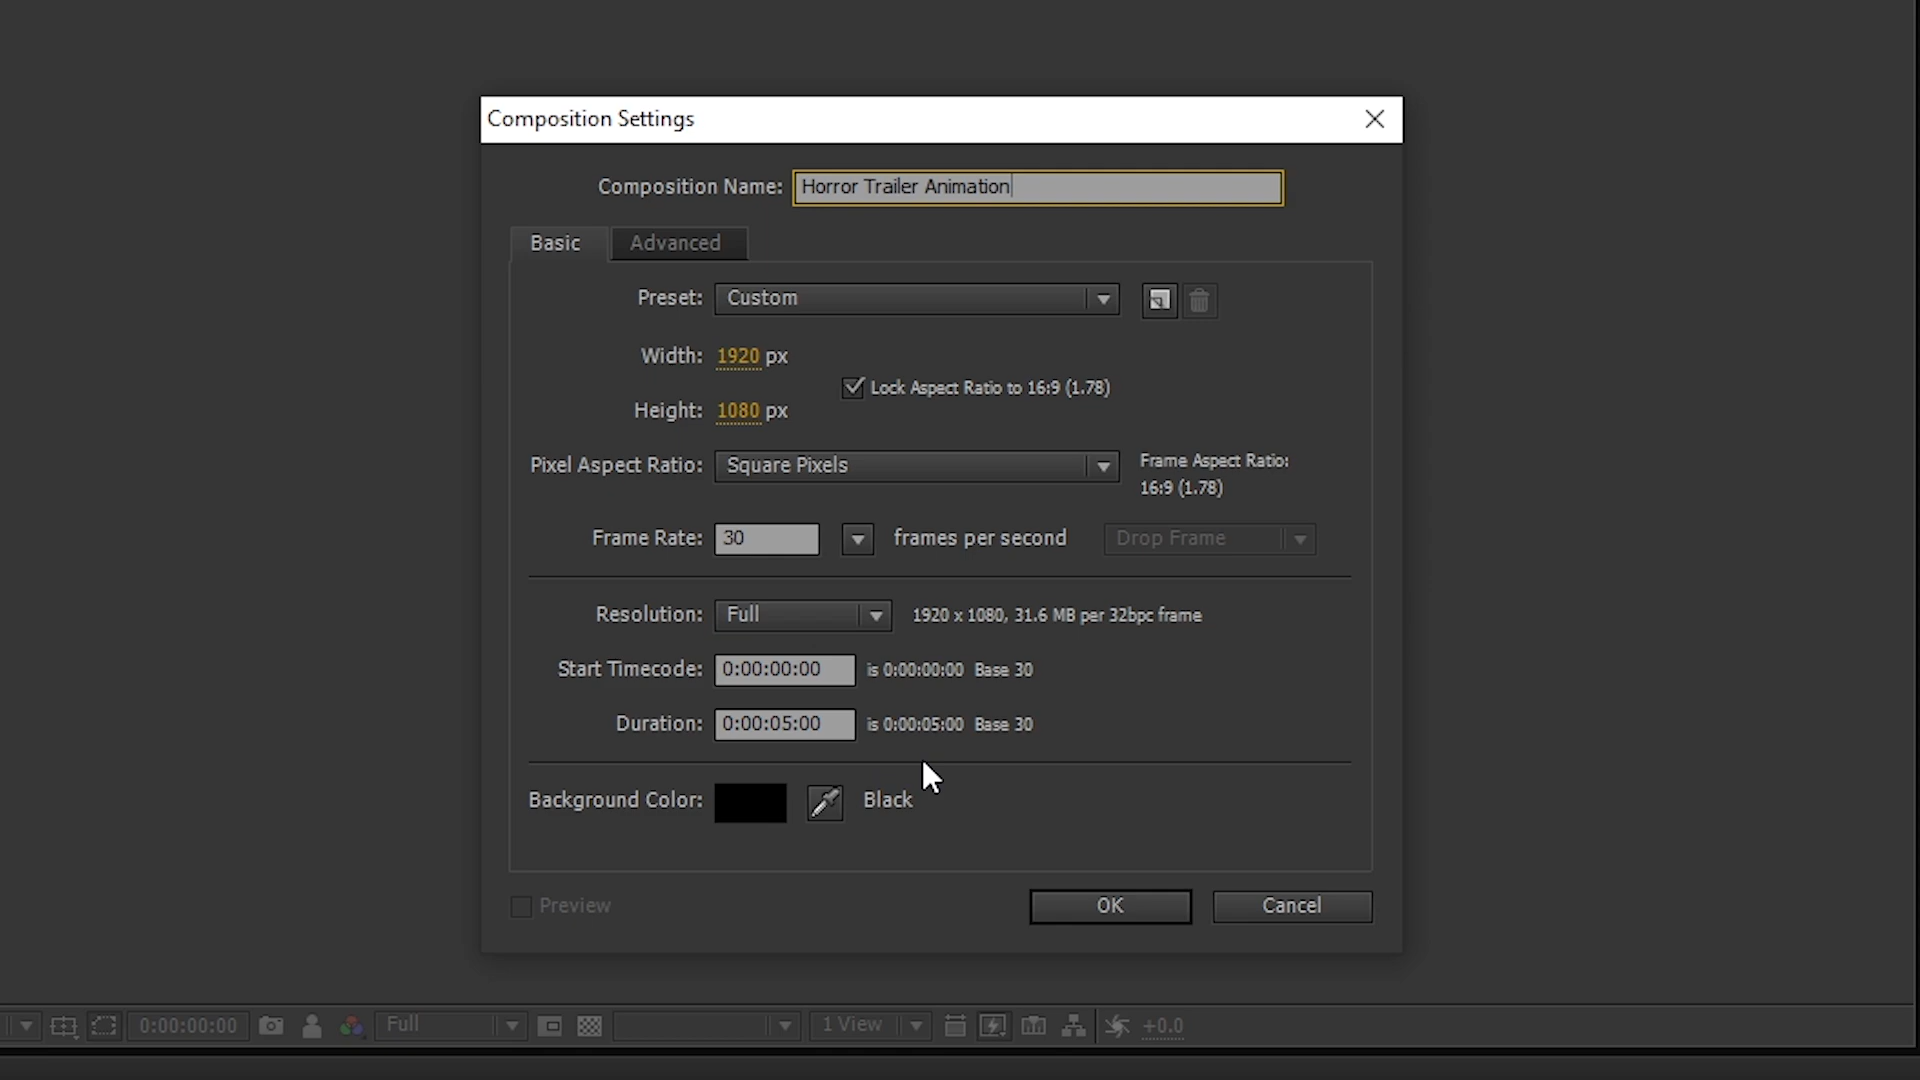 Composition Settings
Composition Name: Horror Trailer Animation
Basic Advanced
Preset: Custom
Width: 1920 px
Lock Aspect Ratio to 16:9 (1.78)
Height: 1080 px
Pixel Aspect Ratio: Square Pixels
Frame Aspect Ratio:
16:9 (1.78)
Frame Rate: 30 frames per second Drop Frame
Resolution: Full 1920 x 1080, 31.6 MB per 32bpc frame
Start Timecode: 0:00:00:00 is 0:00:00:00 Base 30
Duration: 0:00:05:00 is 0:00:05:00 Base 30
Background Color: Black
Preview OK Cancel
0:00:00:00 Full 1 View +0.0